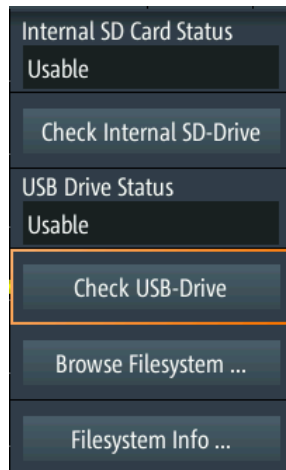 Internal SD Card Status
Usable
Check Internal SD-Drive
USB Drive Status
Usable
Check USB-Drive
Browse Filesystem ...
Filesystem Info ...